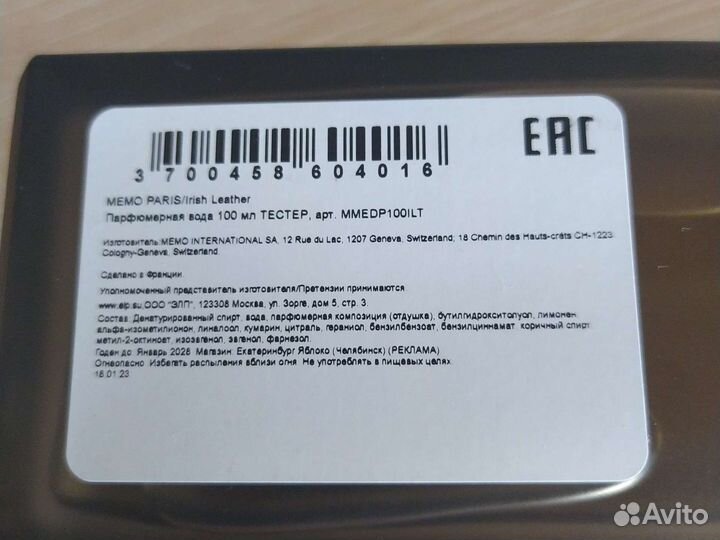 EAC
3 700458 604016
MEMO PARIS/Irish Leather
Парфюмерная вода 100 мл ТЕСТЕР, арт. MMEDP100ILT
Изготовитель:MEMO INTERNATIONAL SA, 12 Rue du Lac, 1207 Geneva, Switzerland; 18 Chemin des Hauts-crêts CH-1223
Cologny-Geneva, Switzerland
Сделано в Франции
Уполномоченный представитель изготовителя/Претензии принимаются
www.elp.su,ООО "ЭЛП", 123308 Москва, ул. Зорге, дом 5, стр. 3.
Состав: Денатурированный спирт, вода, парфюмерная композиция (отдушка), бутилгидрокситолуол, лимонен,
альфа-изометилионон, линалоол, кумарин, цитраль, гераниол, бензилбензоат, бензилциннамат, коричный спирт,
метил-2-октиноат, изоэвгенол, эвгенол, фарнезол.
Годен до: Январь 2028 Магазин: Екатеринбург Яблоко (Челябинск) (РЕКЛАМА)
Огнеопасно. Избегать распыления вблизи огня. Не употреблять в пищевых целях.
18.01.23
Avito